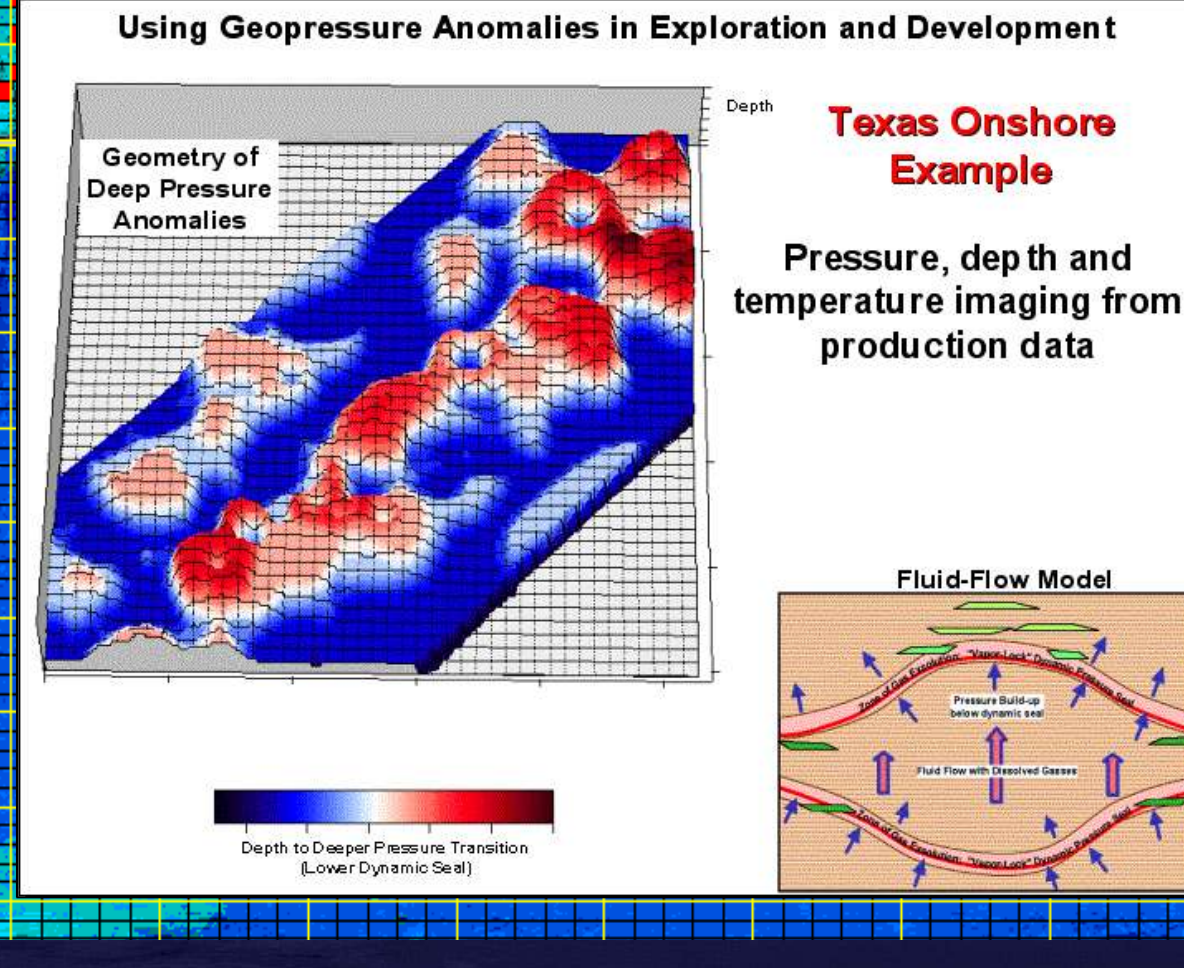 Using Geopressure Anomalies in Exploration and Development
Geometry of
Deep Pressure
Anomalies
Depth
Texas Onshore
Example
Pressure, depth and
temperature imaging from
production data
Depth to Deeper Pressure Transition
(Lower Dynamic Seal)
Fluid-Flow Model
Zone of Gas Exsolution: "Vapor-Lock" Dynamic Pressure Seal
Pressure Build-up
below dynamic seal
Fluid Flow with Dissolved Gasses
Zone of Gas Exsolution: "Vapor-Lock" Dynamic Pressure Seal